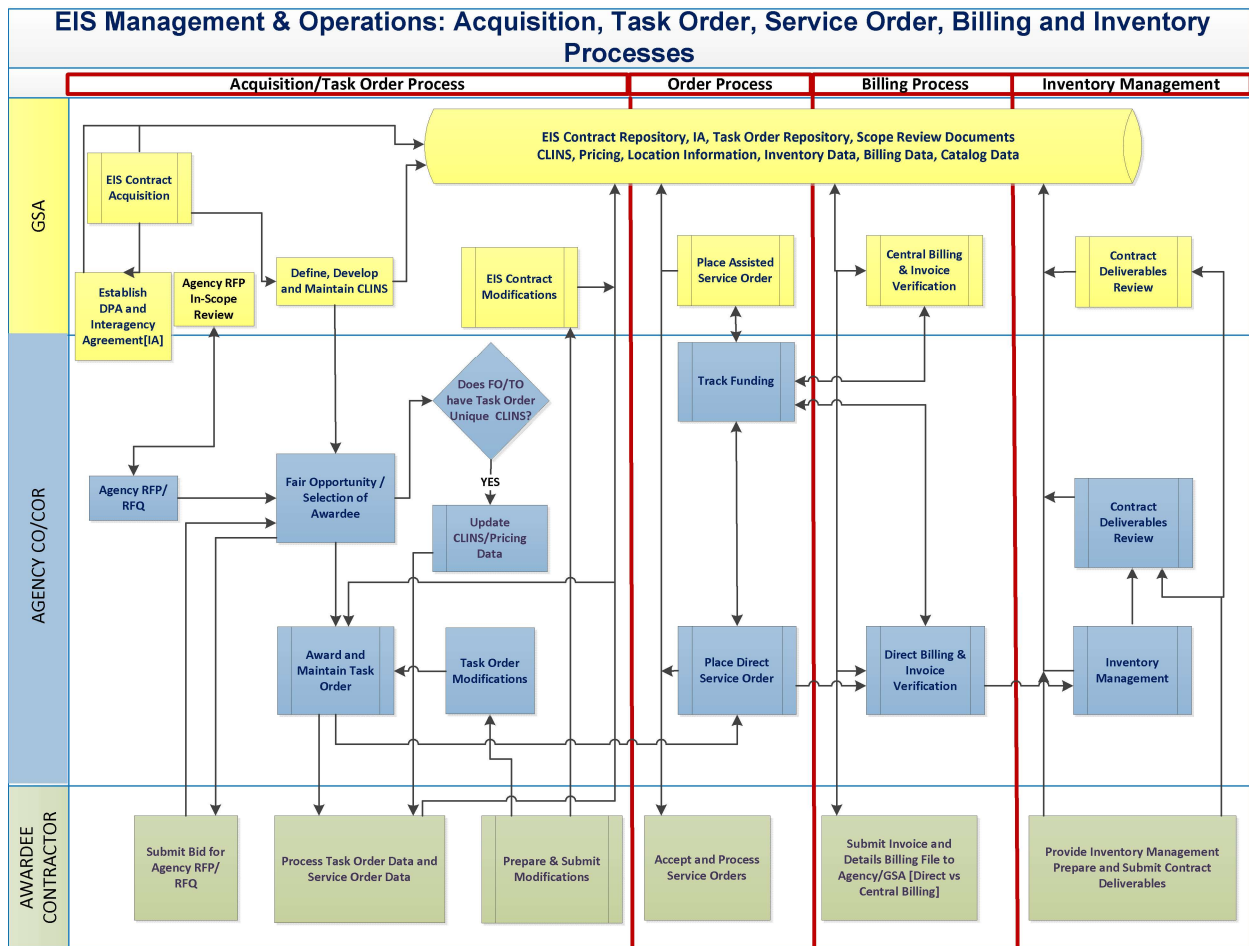 EIS Management & Operations: Acquisition, Task Order, Service Order, Billing and Inventory
Processes
Acquisition/Task Order Process
Order Process
Billing Process
Inventory Management
GSA
EIS Contract Repository, IA, Task Order Repository, Scope Review Documents
CLINS, Pricing, Location Information, Inventory Data, Billing Data, Catalog Data
EIS Contract
Acquisition
Establish
DPA and
Interagency
Agreement[IA]
Agency RFP
In-Scope
Review
Define, Develop
and Maintain CLINS
EIS Contract
Modifications
Place Assisted
Service Order
Central Billing
& Invoice
Verification
Contract
Deliverables
Review
AGENCY CO/COR
Does FO/TO
have Task Order
Unique CLINS?
YES
Track Funding
Agency RFP/
RFQ
Fair Opportunity /
Selection of
Awardee
Update
CLINS/Pricing
Data
Contract
Deliverables
Review
Award and
Maintain Task
Order
Task Order
Modifications
Place Direct
Service Order
Direct Billing &
Invoice
Verification
Inventory
Management
AWARDEE
CONTRACTOR
Submit Bid for
Agency RFP/
RFQ
Process Task Order Data and
Service Order Data
Prepare & Submit
Modifications
Accept and Process
Service Orders
Submit Invoice and
Details Billing File to
Agency/GSA [Direct vs
Central Billing]
Provide Inventory Management
Prepare and Submit Contract
Deliverables